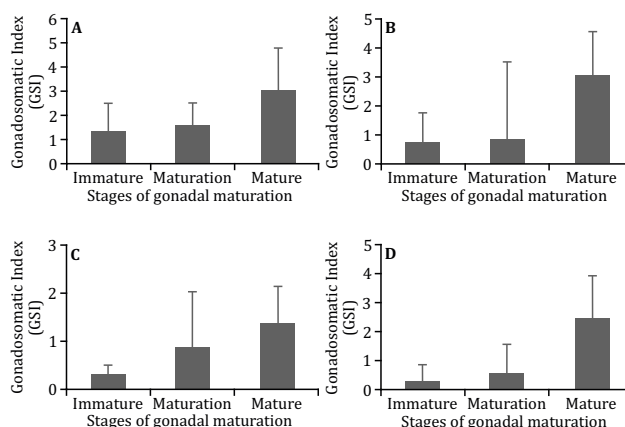 A
Gonadosomatic Index
(GSI)
6
5
4
3
2
1
0
Immature Maturation Mature
Stages of gonadal maturation
B
Gonadosomatic Index
(GSI)
5
4
3
2
1
0
Immature Maturation Mature
Stages of gonadal maturation
C
Gonadosomatic Index
(GSI)
3
2
1
0
Immature Maturation Mature
Stages of gonadal maturation
D
Gonadosomatic Index
(GSI)
5
4
3
2
1
0
Immature Maturation Mature
Stages of gonadal maturation